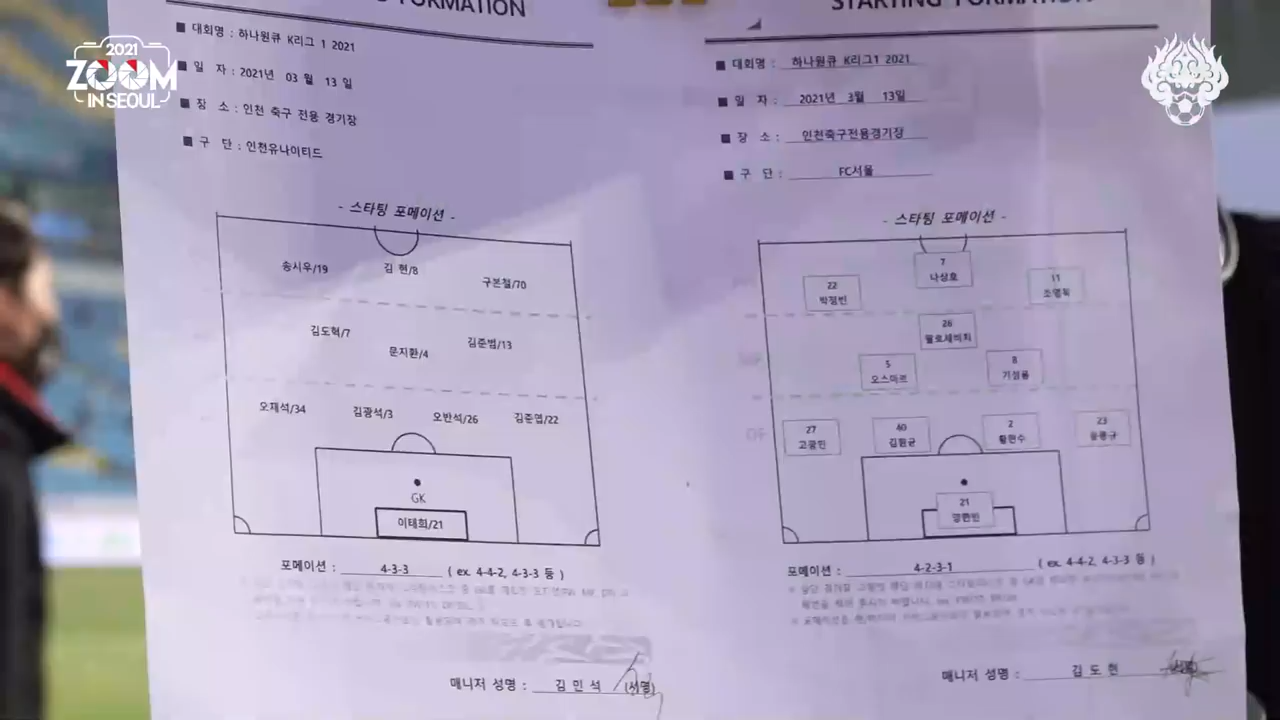 2021
ZOOM
IN SEOUL
FORMATION
■ 대회명 : 하나원큐 K리그 1 2021
■ 일 자 : 2021년 03 월 13 일
■ 장 소 : 인천 축구 전용 경기장
■ 구 단 : 인천유나이티드
- 스타팅 포메이션 -
송시우/19 김 현/8 구본철/70
김도혁/7 문지환/4 김준범/13
오재석/34 김광석/3 오반석/26 김준엽/22
GK
이태희/21
포메이션 : 4-3-3 ( ex. 4-4-2, 4-3-3 등 )
매니저 성명 : 김 민 석 (서명)
STARTING FORMATION
■ 대회명 : 하나원큐 K리그1 2021
■ 일 자 : 2021년 3월 13일
■ 장 소 : 인천축구전용경기장
■ 구 단 : FC서울
- 스타팅 포메이션 -
7
나상호
22
박정빈
11
조영욱
26
팔로세비치
5
오스마르
8
기성용
27
고광민
40
김원균
2
황현수
23
윤종규
21
양한빈
포메이션 : 4-2-3-1 ( ex. 4-4-2, 4-3-3 등 )
매니저 성명 : 김 도 현